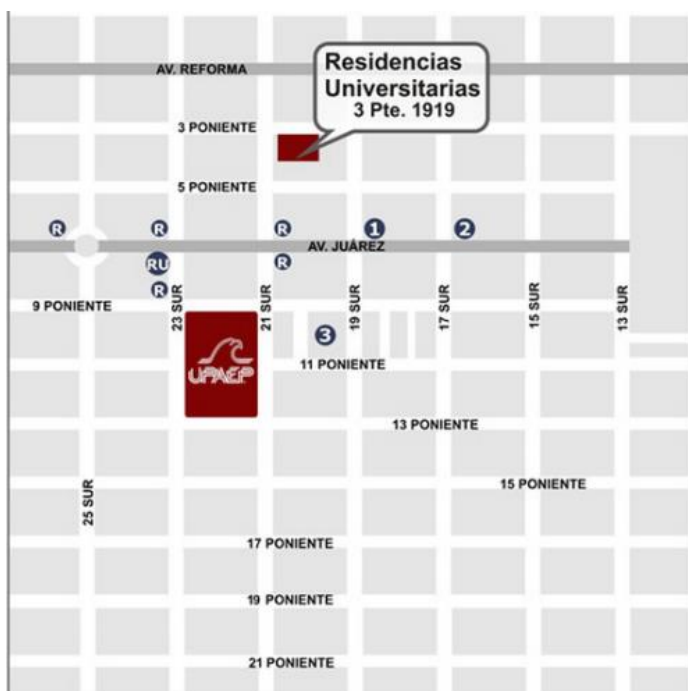 Residencias
Universitarias
3 Pte. 1919
AV. REFORMA
3 PONIENTE
5 PONIENTE
R
R
R
1
2
AV. JUÁREZ
RU
R
R
9 PONIENTE
23 SUR
21 SUR
19 SUR
17 SUR
15 SUR
13 SUR
3
UPAEP
11 PONIENTE
13 PONIENTE
25 SUR
15 PONIENTE
17 PONIENTE
19 PONIENTE
21 PONIENTE